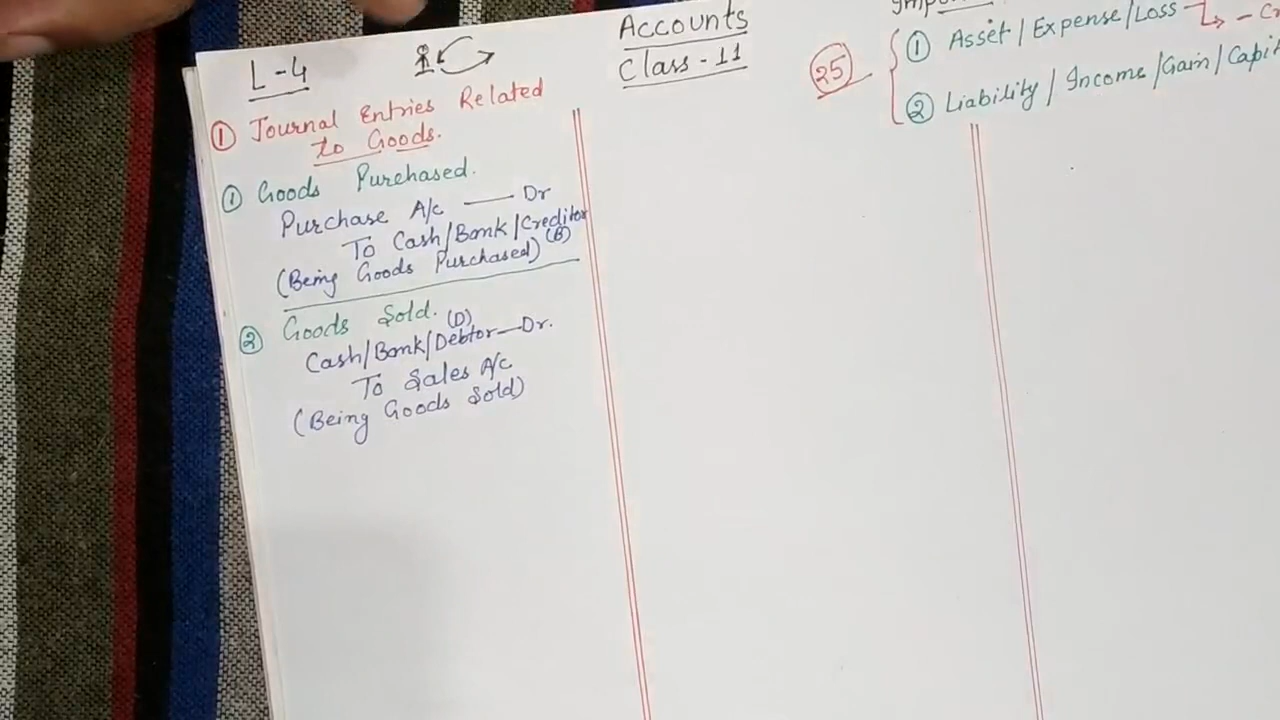 L-4
① Journal Entries Related
to Goods.
① Goods Purchased.
Purchase A/c —— Dr
To Cash/Bank/Creditor
(Being Goods Purchased) (B)
② Goods Sold.
(D)
Cash/Bank/Debtor—Dr.
To Sales A/c
(Being Goods Sold)
Accounts
Class - 11
25
① Asset / Expense/Loss
② Liability / Income /Gain/